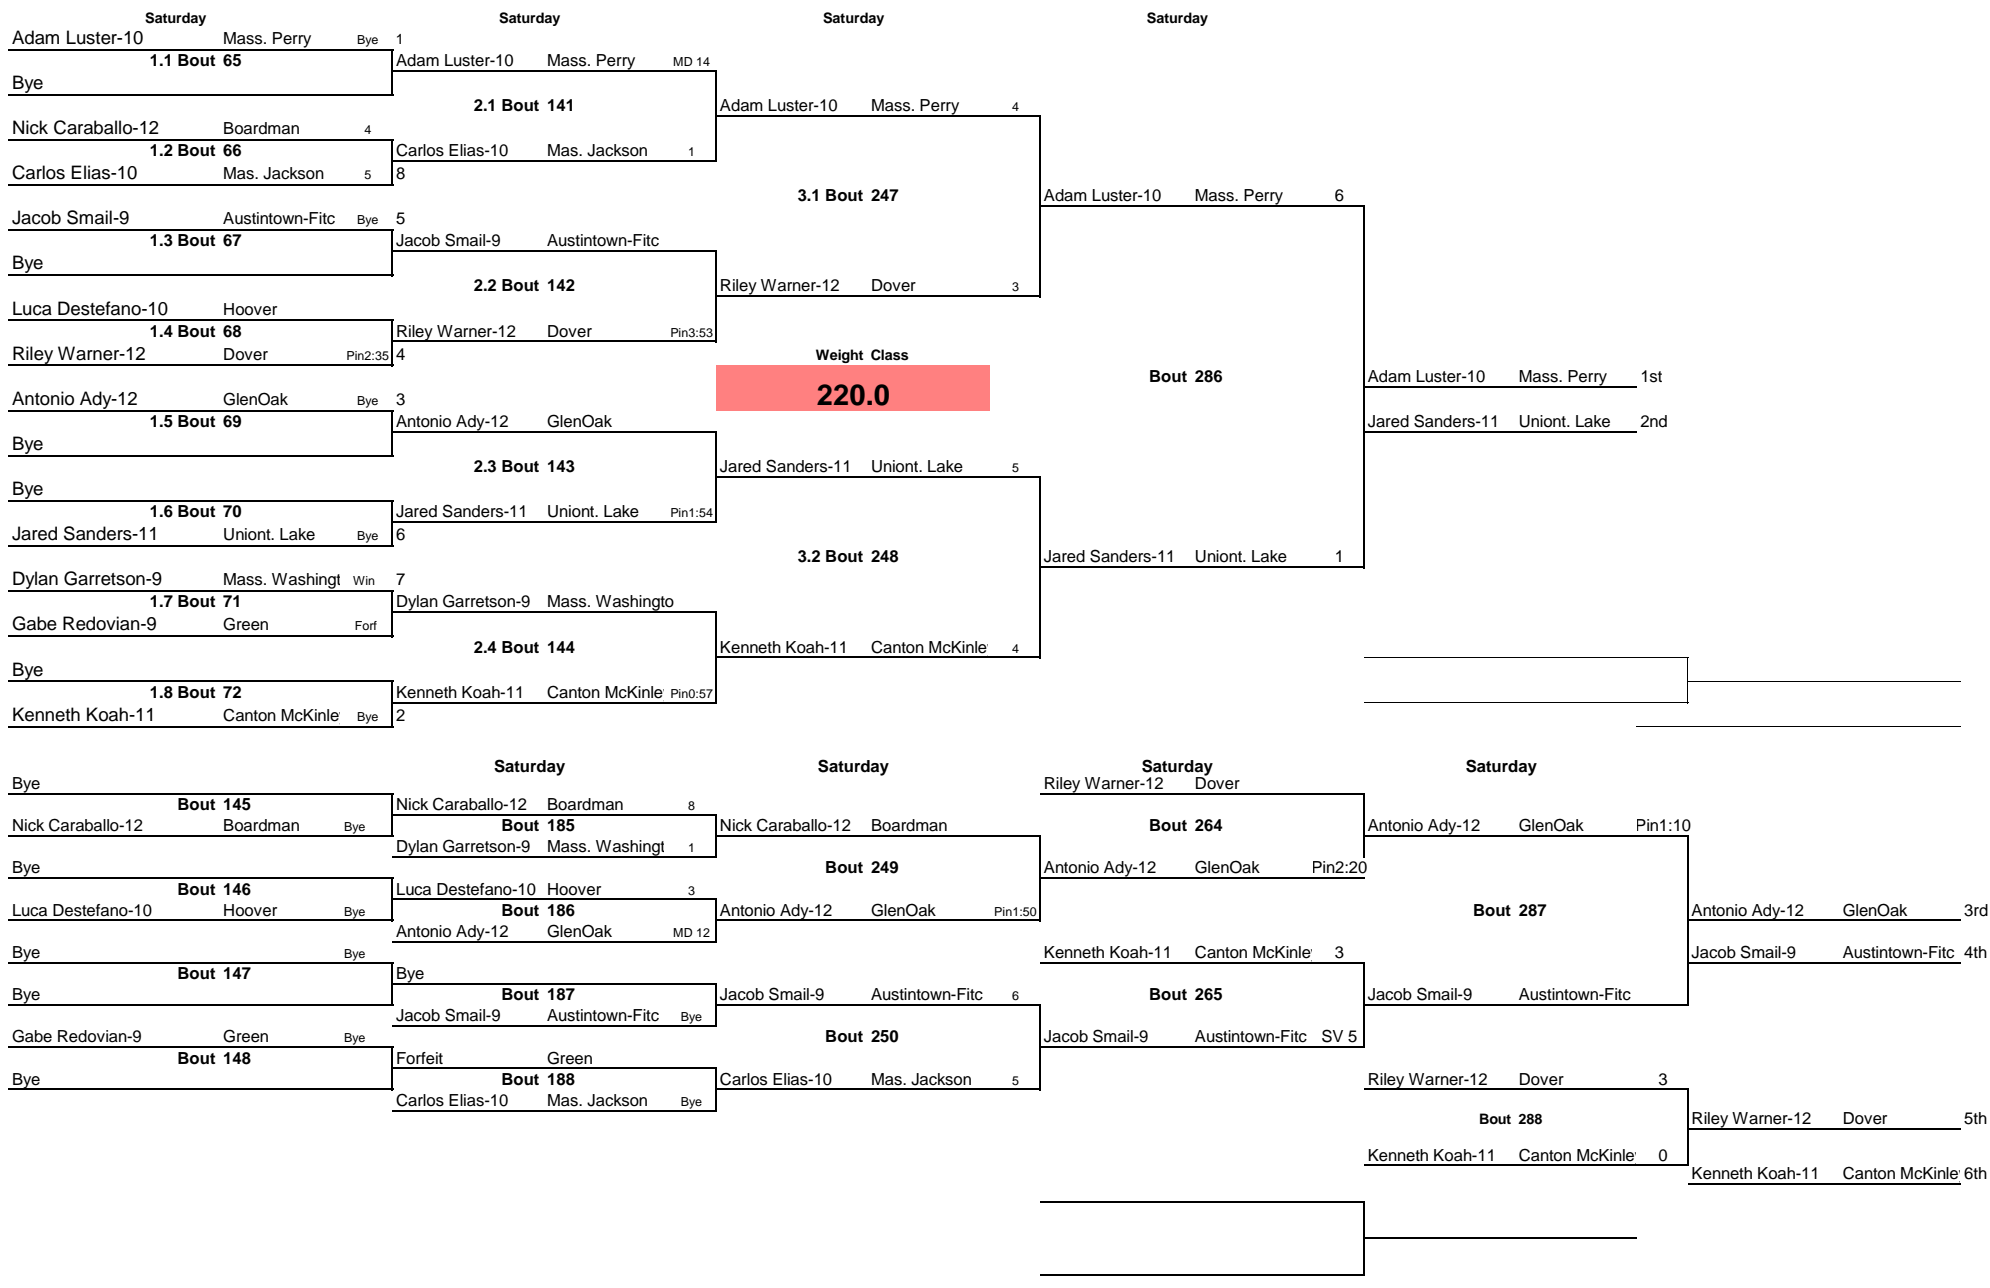 Saturday Saturday Saturday Saturday
Adam Luster-10 Mass. Perry Bye 1
1.1 Bout 65 Adam Luster-10 Mass. Perry MD 14
Bye
2.1 Bout 141 Adam Luster-10 Mass. Perry 4
Nick Caraballo-12 Boardman 4
1.2 Bout 66 Carlos Elias-10 Mas. Jackson 1
Carlos Elias-10 Mas. Jackson 5 8
3.1 Bout 247 Adam Luster-10 Mass. Perry 6
Jacob Smail-9 Austintown-Fitc Bye 5
1.3 Bout 67 Jacob Smail-9 Austintown-Fitc
Bye
2.2 Bout 142 Riley Warner-12 Dover 3
Luca Destefano-10 Hoover
1.4 Bout 68 Riley Warner-12 Dover Pin3:53
Riley Warner-12 Dover Pin2:35 4 Weight Class
Bout 286 Adam Luster-10 Mass. Perry 1st
Antonio Ady-12 GlenOak Bye 3 220.0
1.5 Bout 69 Antonio Ady-12 GlenOak Jared Sanders-11 Uniont. Lake 2nd
Bye
2.3 Bout 143 Jared Sanders-11 Uniont. Lake 5
Bye
1.6 Bout 70 Jared Sanders-11 Uniont. Lake Pin1:54
Jared Sanders-11 Uniont. Lake Bye 6
3.2 Bout 248 Jared Sanders-11 Uniont. Lake 1
Dylan Garretson-9 Mass. Washingt Win 7
1.7 Bout 71 Dylan Garretson-9 Mass. Washingto
Gabe Redovian-9 Green Forf
2.4 Bout 144 Kenneth Koah-11 Canton McKinle 4
Bye
1.8 Bout 72 Kenneth Koah-11 Canton McKinle Pin0:57
Kenneth Koah-11 Canton McKinle Bye 2
Saturday Saturday Saturday Saturday
Bye Riley Warner-12 Dover
Bout 145 Nick Caraballo-12 Boardman 8
Nick Caraballo-12 Boardman Bye Bout 185 Nick Caraballo-12 Boardman Bout 264 Antonio Ady-12 GlenOak Pin1:10
Dylan Garretson-9 Mass. Washingt 1
Bye Bout 249 Antonio Ady-12 GlenOak Pin2:20
Bout 146 Luca Destefano-10 Hoover 3
Luca Destefano-10 Hoover Bye Bout 186 Antonio Ady-12 GlenOak Pin1:50 Bout 287 Antonio Ady-12 GlenOak 3rd
Antonio Ady-12 GlenOak MD 12
Bye Bye Kenneth Koah-11 Canton McKinle 3 Jacob Smail-9 Austintown-Fitc 4th
Bout 147 Bye
Bye Bout 187 Jacob Smail-9 Austintown-Fitc 6 Bout 265 Jacob Smail-9 Austintown-Fitc
Jacob Smail-9 Austintown-Fitc Bye
Gabe Redovian-9 Green Bye Bout 250 Jacob Smail-9 Austintown-Fitc SV 5
Bout 148 Forfeit Green
Bye Bout 188 Carlos Elias-10 Mas. Jackson 5 Riley Warner-12 Dover 3
Carlos Elias-10 Mas. Jackson Bye
Bout 288 Riley Warner-12 Dover 5th
Kenneth Koah-11 Canton McKinle 0
Kenneth Koah-11 Canton McKinle 6th